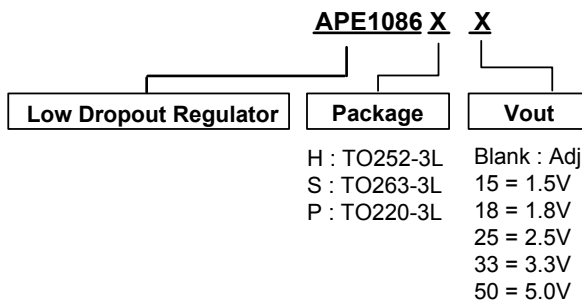 APE1086 X X
Low Dropout Regulator
Package
Vout
H : TO252-3L
S : TO263-3L
P : TO220-3L
Blank : Adj
15 = 1.5V
18 = 1.8V
25 = 2.5V
33 = 3.3V
50 = 5.0V